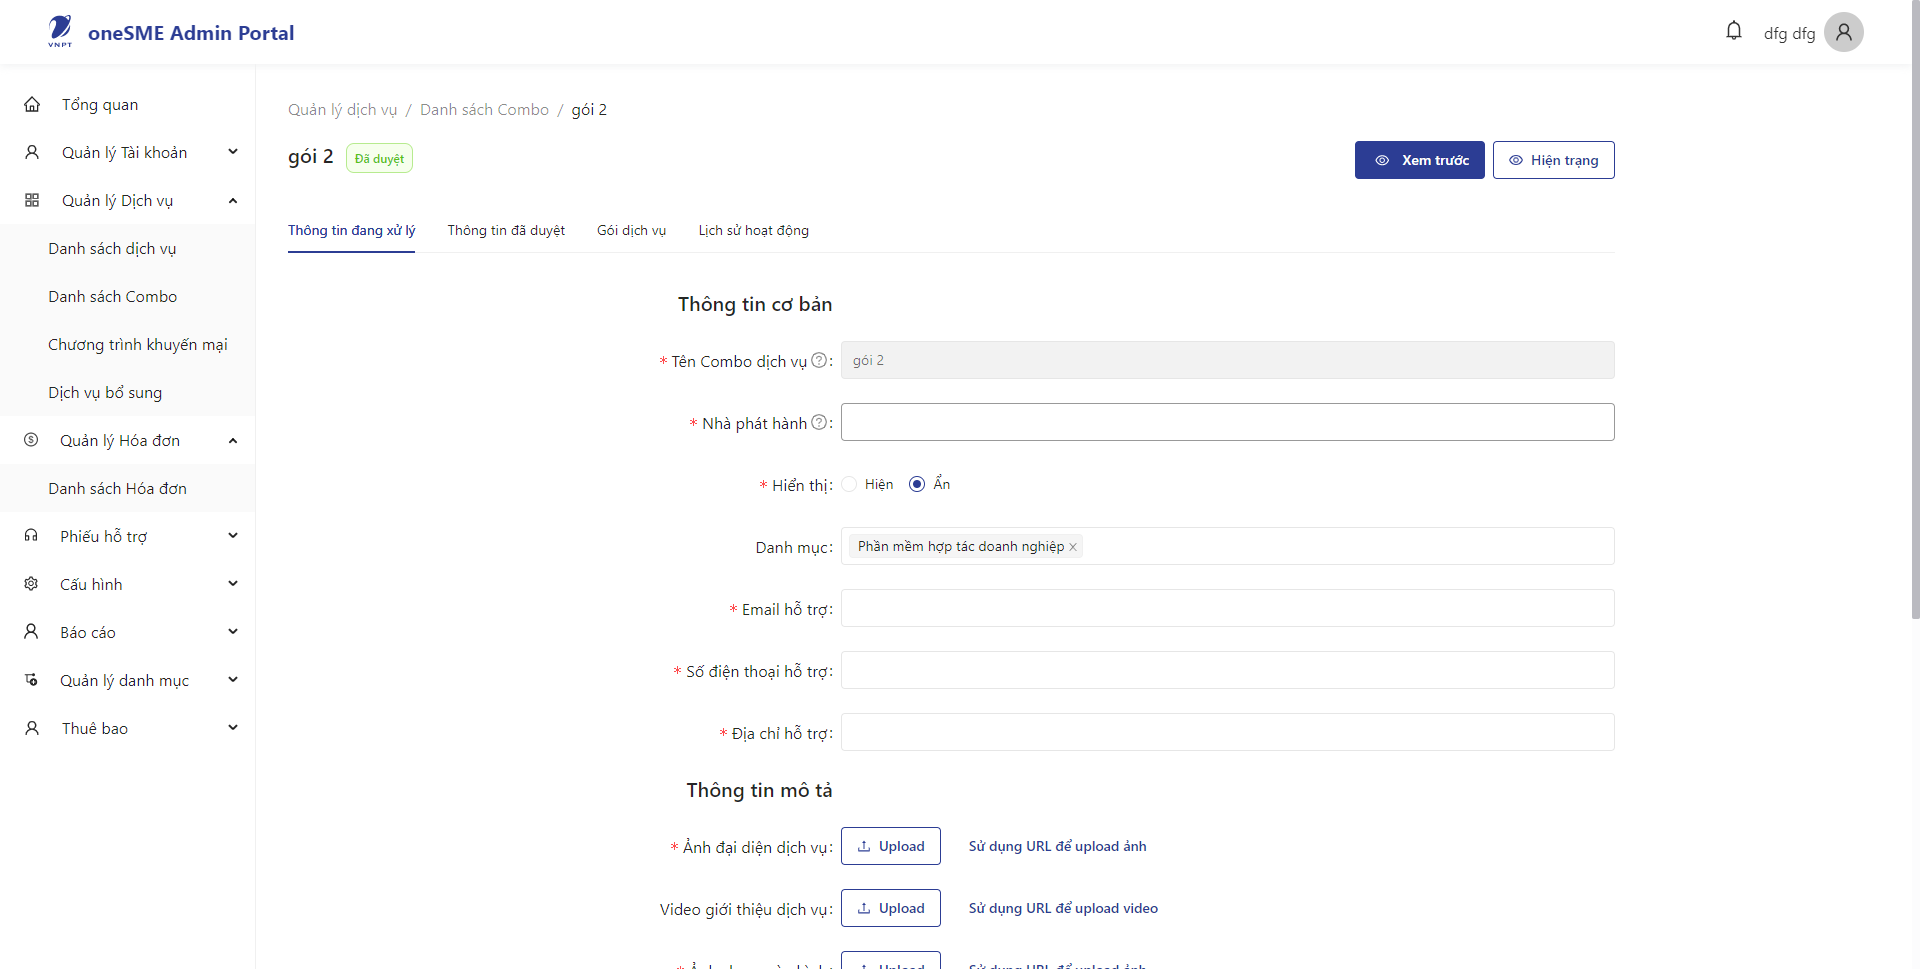 VNPT
oneSME Admin Portal
dfg dfg
Tổng quan
Quản lý Tài khoản
Quản lý Dịch vụ
Danh sách dịch vụ
Danh sách Combo
Chương trình khuyến mại
Dịch vụ bổ sung
Quản lý Hóa đơn
Danh sách Hóa đơn
Phiếu hỗ trợ
Cấu hình
Báo cáo
Quản lý danh mục
Thuê bao
Quản lý dịch vụ / Danh sách Combo / gói 2
gói 2 Đã duyệt
Xem trước Hiện trạng
Thông tin đang xử lý Thông tin đã duyệt Gói dịch vụ Lịch sử hoạt động
Thông tin cơ bản
* Tên Combo dịch vụ ? : gói 2
* Nhà phát hành ? :
* Hiển thị: Hiện Ẩn
Danh mục: Phần mềm hợp tác doanh nghiệp ×
* Email hỗ trợ:
* Số điện thoại hỗ trợ:
* Địa chỉ hỗ trợ:
Thông tin mô tả
* Ảnh đại diện dịch vụ: Upload Sử dụng URL để upload ảnh
Video giới thiệu dịch vụ: Upload Sử dụng URL để upload video
Upload Sử dụng URL để upload ảnh